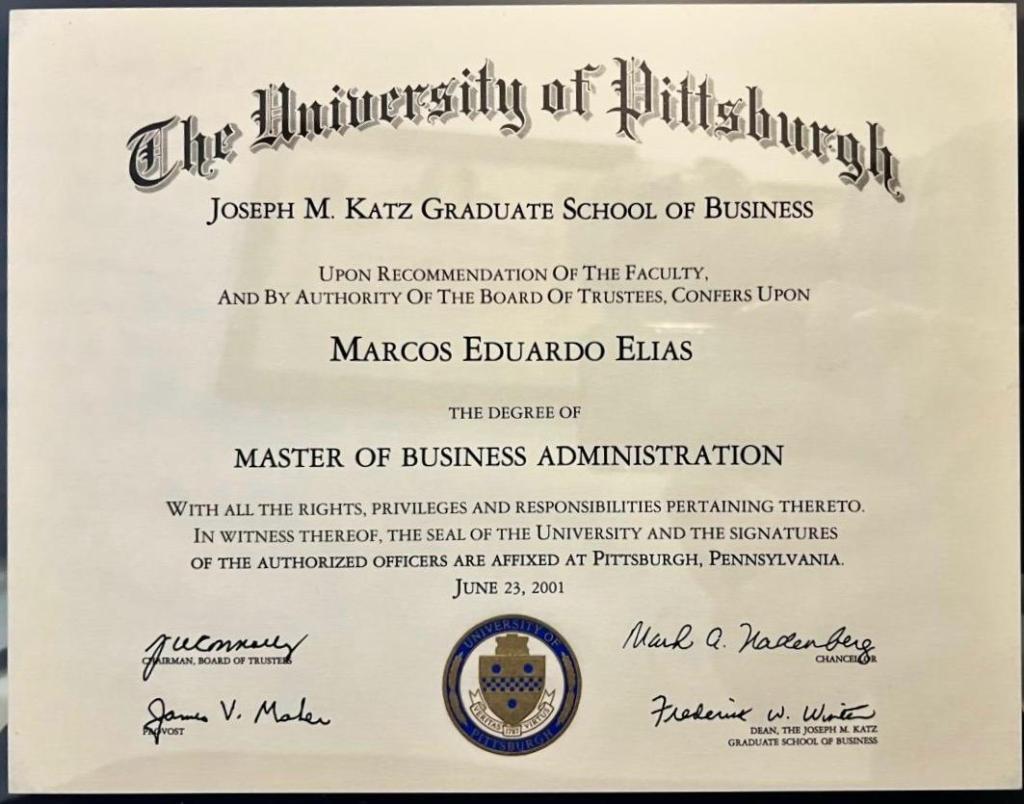 The University of Pittsburgh
JOSEPH M. KATZ GRADUATE SCHOOL OF BUSINESS
UPON RECOMMENDATION OF THE FACULTY,
AND BY AUTHORITY OF THE BOARD OF TRUSTEES, CONFERS UPON
MARCOS EDUARDO ELIAS
THE DEGREE OF
MASTER OF BUSINESS ADMINISTRATION
WITH ALL THE RIGHTS, PRIVILEGES AND RESPONSIBILITIES PERTAINING THERETO.
IN WITNESS THEREOF, THE SEAL OF THE UNIVERSITY AND THE SIGNATURES
OF THE AUTHORIZED OFFICERS ARE AFFIXED AT PITTSBURGH, PENNSYLVANIA.
JUNE 23, 2001
CHAIRMAN, BOARD OF TRUSTEES
James V. Maher
PROVOST
UNIVERSITY OF
VERITAS 1787 VIRTUS
PITTSBURGH
Mark A. Nordenberg
CHANCELLOR
Frederick W. Winter
DEAN, THE JOSEPH M. KATZ
GRADUATE SCHOOL OF BUSINESS